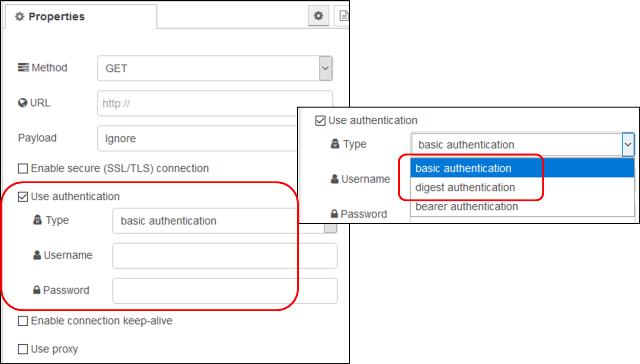 Properties
Method
GET
URL
http://
Payload
Ignore
Enable secure (SSL/TLS) connection
Use authentication
Type
basic authentication
Username
Password
Enable connection keep-alive
Use proxy
Use authentication
Type
basic authentication
basic authentication
Username
digest authentication
bearer authentication
Password